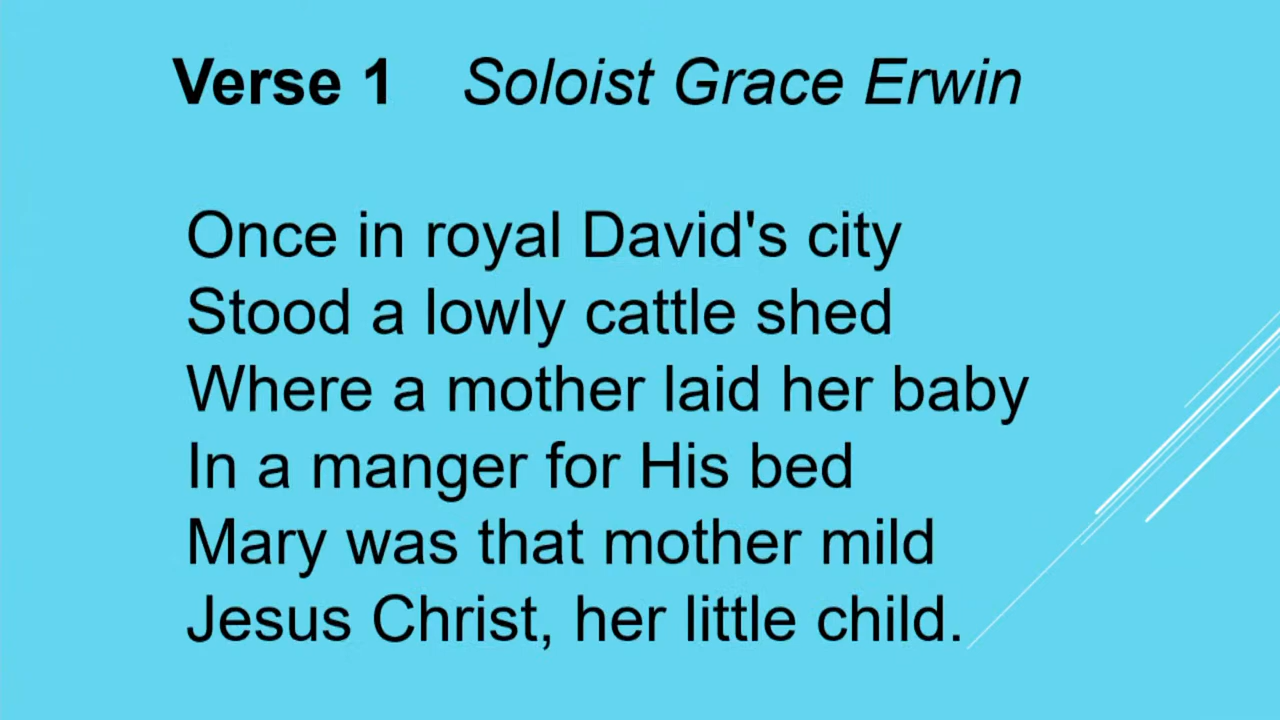 Verse 1 Soloist Grace Erwin
Once in royal David's city
Stood a lowly cattle shed
Where a mother laid her baby
In a manger for His bed
Mary was that mother mild
Jesus Christ, her little child.